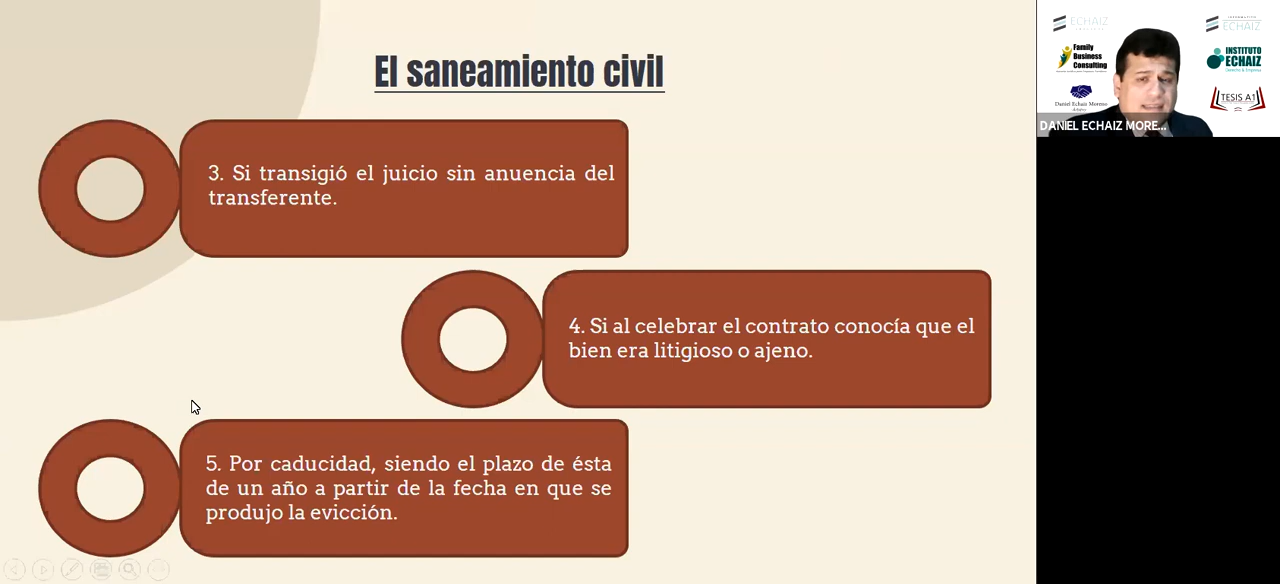 El saneamiento civil
3. Si transigió el juicio sin anuencia del
transferente.
4. Si al celebrar el contrato conocía que el
bien era litigioso o ajeno.
5. Por caducidad, siendo el plazo de ésta
de un año a partir de la fecha en que se
produjo la evicción.
ECHAIZ
ECHAIZ
Family
Business
Consulting
INSTITUTO
ECHAIZ
Daniel Echaiz Moreno
TESIS A1
DANIEL ECHAIZ MORE...